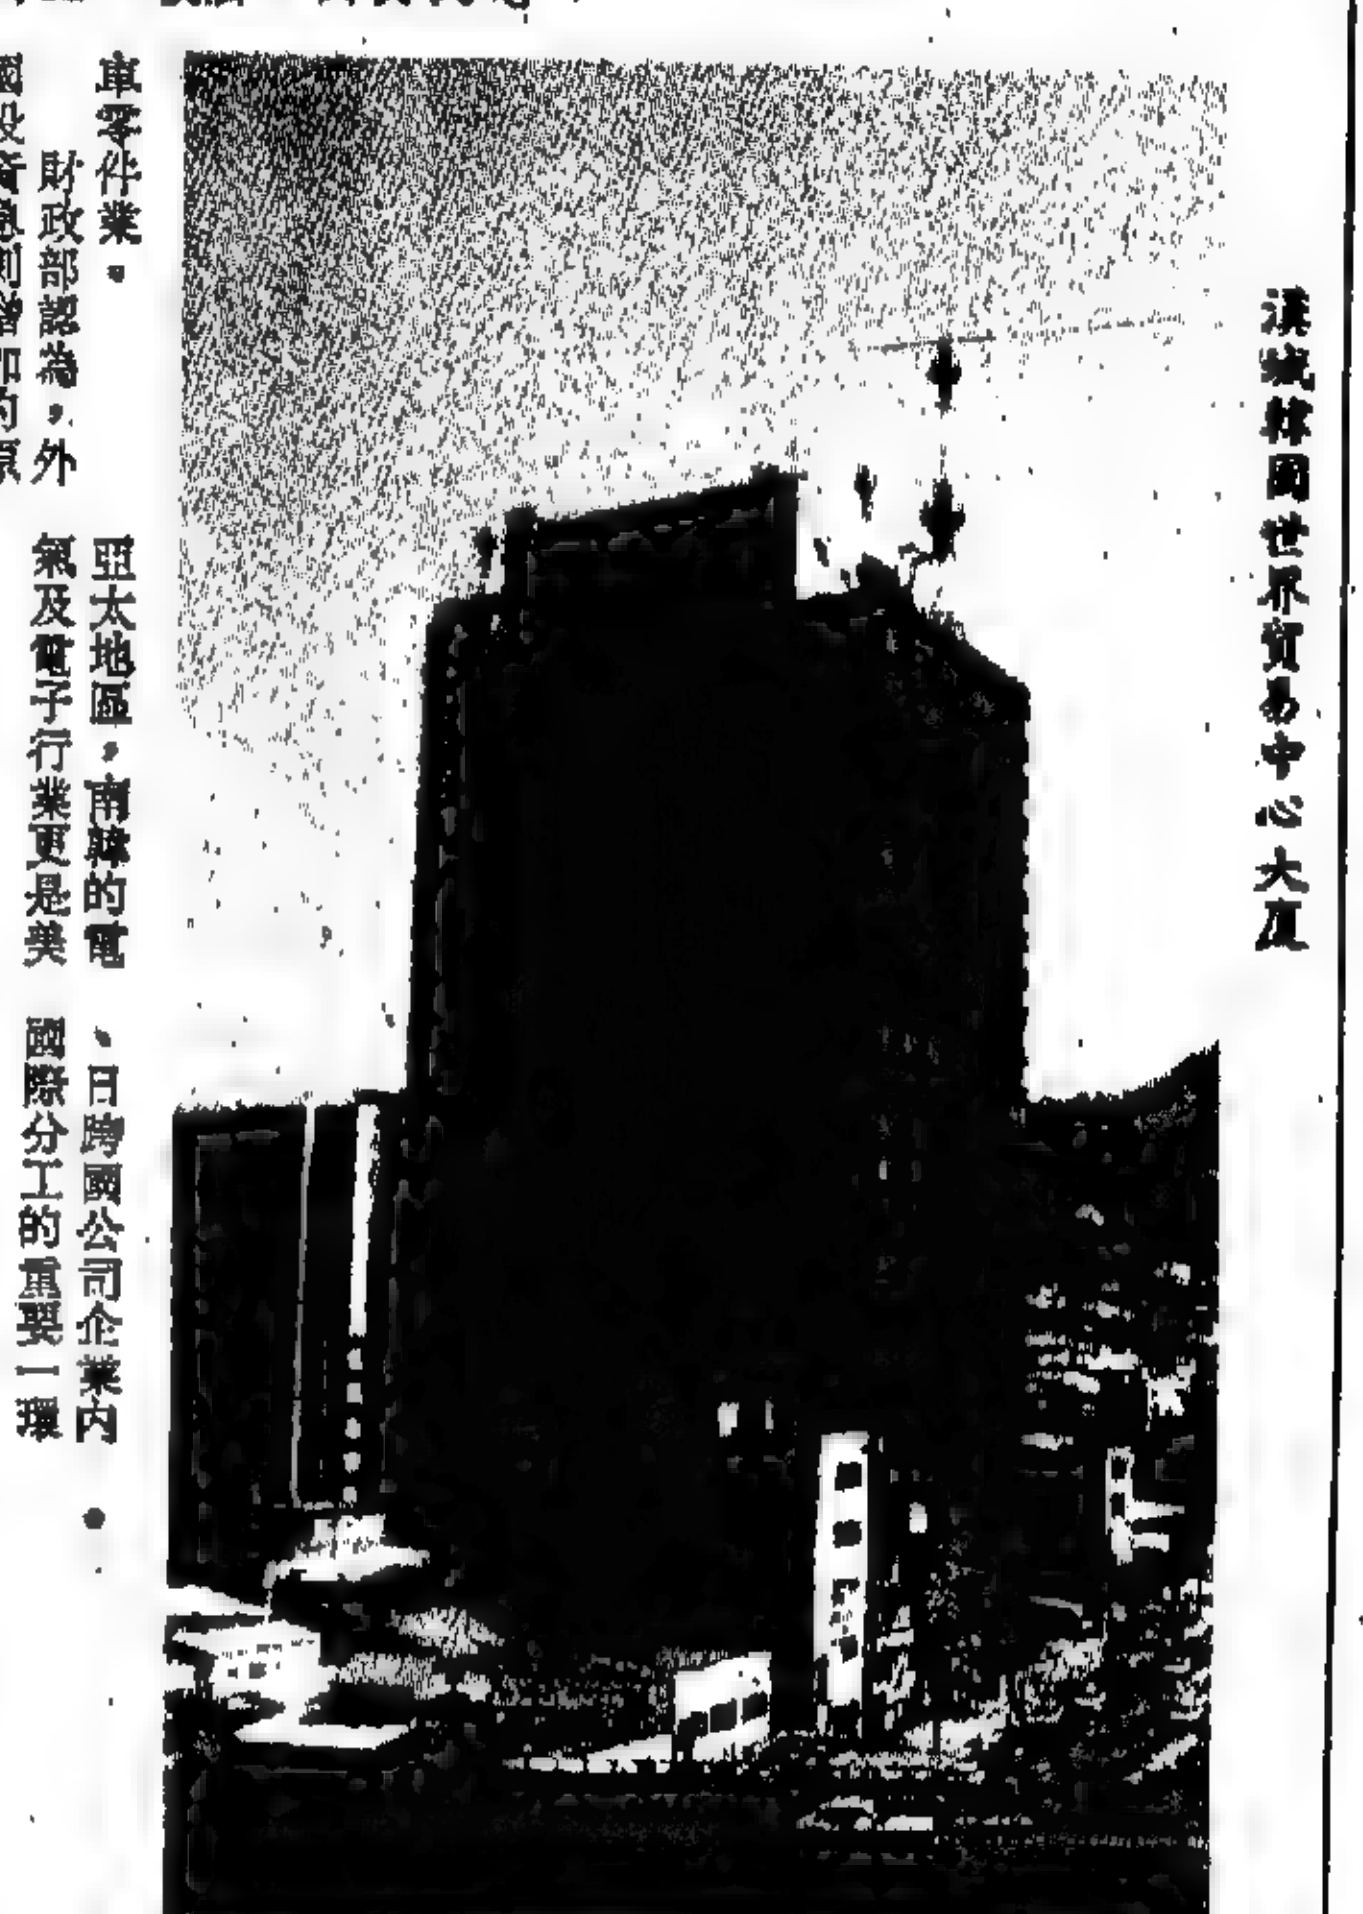 漢城韓國世界貿易中心大廈
車零件業。
財政部認為，外
亞太地區，南韓的電
氣及電子行業更是美
、日跨國公司企業內
國際分工的重要一環